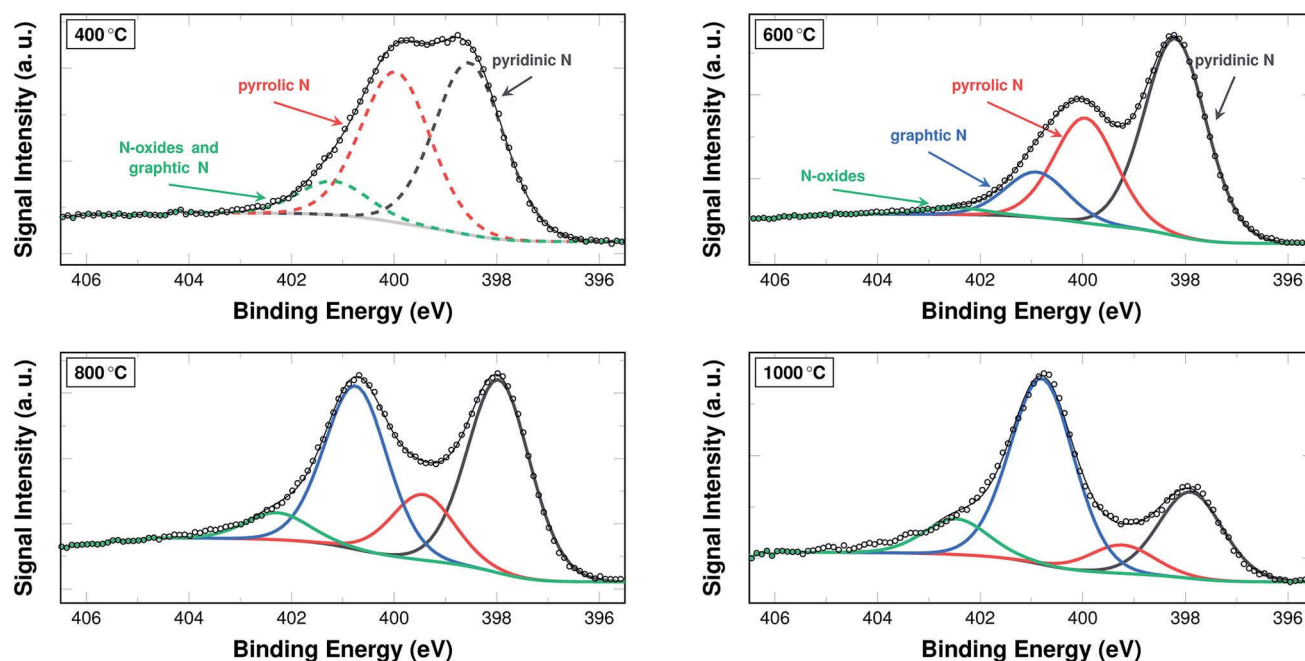 400 °C
pyrrolic N
pyridinic N
N-oxides and
graphtic N
Signal Intensity (a. u.)
406 404 402 400 398 396
Binding Energy (eV)
600 °C
pyridinic N
pyrrolic N
graphtic N
N-oxides
Signal Intensity (a. u.)
406 404 402 400 398 396
Binding Energy (eV)
800 °C
Signal Intensity (a. u.)
406 404 402 400 398 396
Binding Energy (eV)
1000 °C
Signal Intensity (a. u.)
406 404 402 400 398 396
Binding Energy (eV)